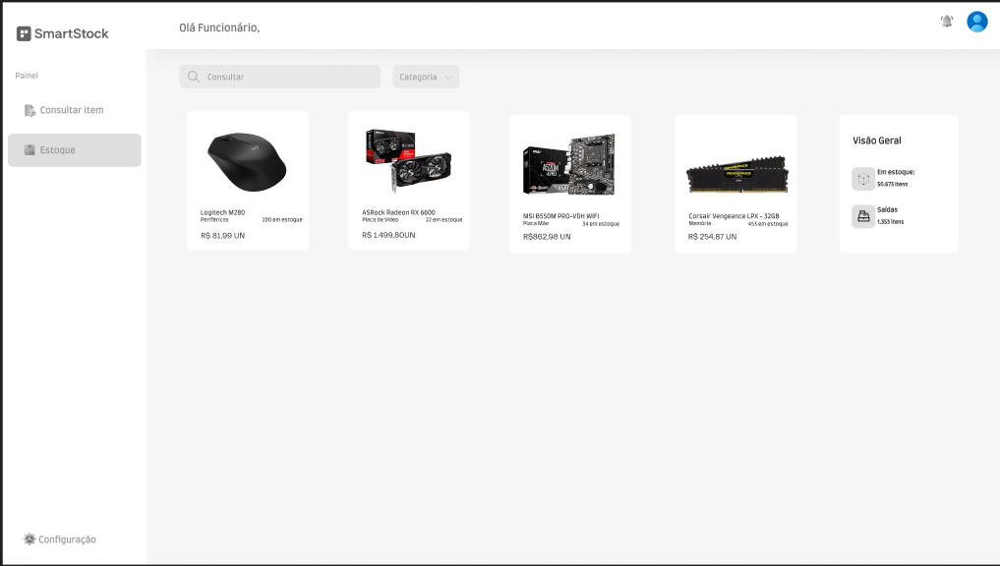 SmartStock
Olá Funcionário,
Painel
Consultar item
Estoque
Configuração
Consultar
Categoria
Logitech M280
Periféricos
200 em estoque
R$ 81,99 UN
ASRock Radeon RX 6600
Placa de Vídeo
22 em estoque
R$ 1.499,80UN
MSI B550M PRO-VDH WIFI
Placa Mãe
34 em estoque
R$862,98 UN
VENGEANCE
Corsair Vengeance LPX - 32GB
Memória
453 em estoque
R$ 254,87 UN
Visão Geral
Em estoque:
50.673 itens
Saídas
1.353 itens